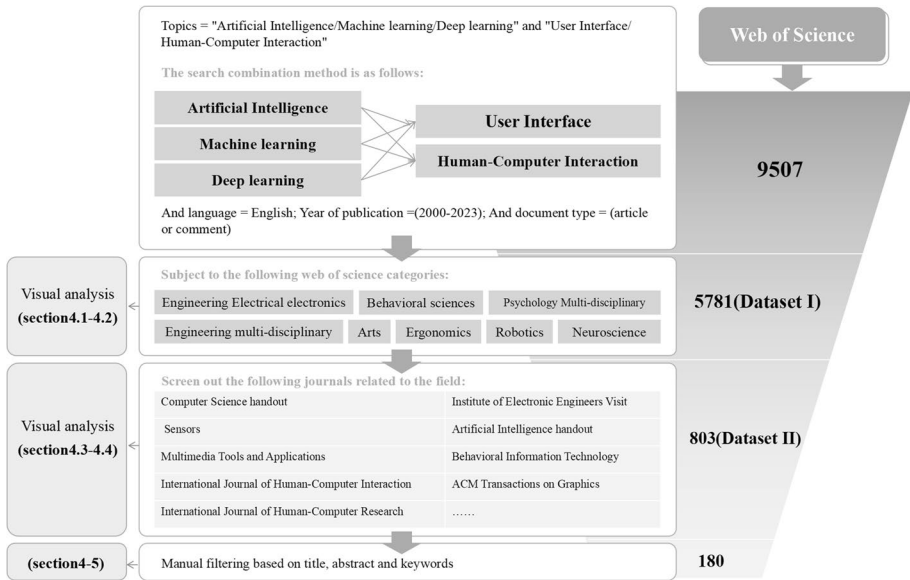 Topics = "Artificial Intelligence/Machine learning/Deep learning" and "User Interface/
Human-Computer Interaction"
The search combination method is as follows:
Artificial Intelligence
Machine learning
Deep learning
User Interface
Human-Computer Interaction
And language = English; Year of publication =(2000-2023); And document type = (article
or comment)
Web of Science
9507
Visual analysis
(section4.1-4.2)
Subject to the following web of science categories:
Engineering Electrical electronics
Behavioral sciences
Psychology Multi-disciplinary
Engineering multi-disciplinary
Arts
Ergonomics
Robotics
Neuroscience
5781(Dataset I)
Visual analysis
(section4.3-4.4)
Screen out the following journals related to the field:
Computer Science handout
Institute of Electronic Engineers Visit
Sensors
Artificial Intelligence handout
Multimedia Tools and Applications
Behavioral Information Technology
International Journal of Human-Computer Interaction
ACM Transactions on Graphics
International Journal of Human-Computer Research
……
803(Dataset II)
(section4-5)
Manual filtering based on title, abstract and keywords
180